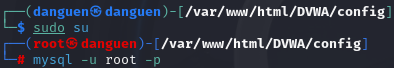 ┌──(danguen㉿danguen)-[/var/www/html/DVWA/config]
└─$ sudo su
┌──(root㉿danguen)-[/var/www/html/DVWA/config]
└─# mysql -u root -p